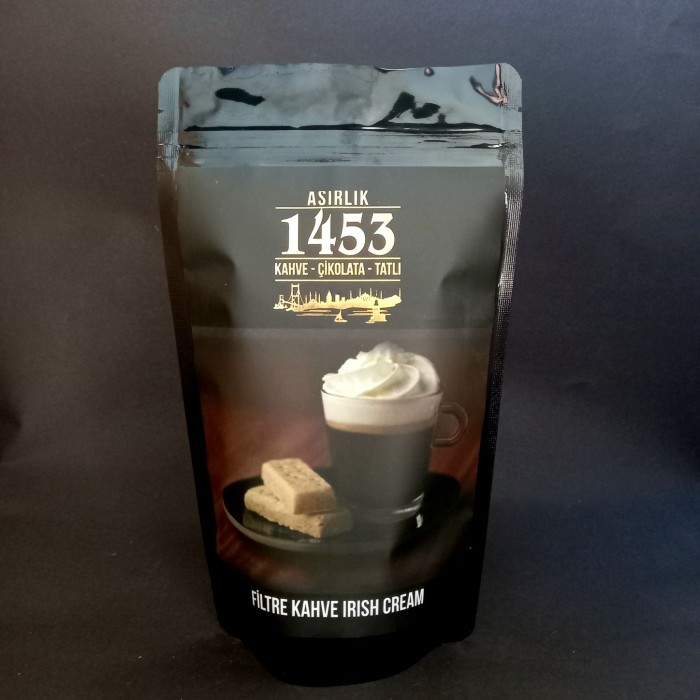 ASIRLIK
1453
KAHVE - ÇİKOLATA - TATLI
FİLTRE KAHVE IRISH CREAM